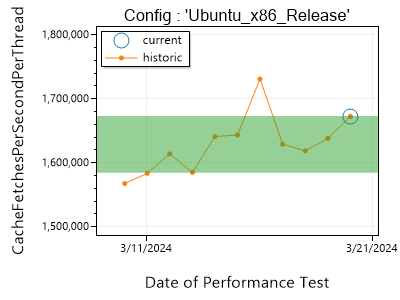 Config : 'Ubuntu_x86_Release'
CacheFetchesPerSecondPerThread
1,800,000
1,700,000
1,600,000
1,500,000
current
historic
3/11/2024
3/21/2024
Date of Performance Test